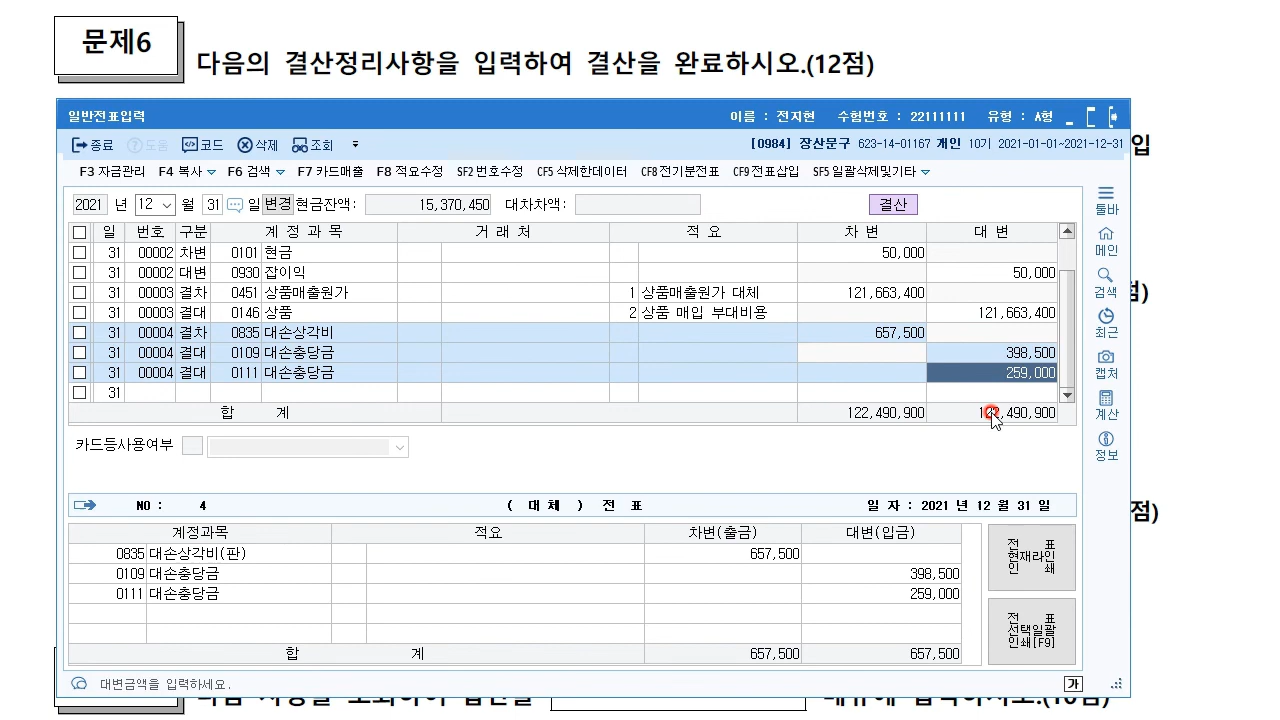 문제6
다음의 결산정리사항을 입력하여 결산을 완료하시오.(12점)
일반전표입력 이름 : 전지현 수험번호 : 22111111 유형 : A형
종료 도움 코드 삭제 조회 [0984] 장산문구 623-14-01167 개인 10기 2021-01-01~2021-12-31 입
F3 자금관리 F4 복사 F6 검색 F7 카드매출 F8 적요수정 SF2 번호수정 CF5 삭제한데이터 CF8 전기분전표 CF9 전표삽입 SF5 일괄삭제및기타
2021 년 12 월 31 일 변경 현금잔액: 15,370,450 대차차액: 결산
일 번호 구분 계 정 과 목 거 래 처 적 요 차 변 대 변
31 00002 차변 0101 현금 50,000
31 00002 대변 0930 잡이익 50,000
31 00003 결차 0451 상품매출원가 1 상품매출원가 대체 121,663,400
31 00003 결대 0146 상품 2 상품 매입 부대비용 121,663,400
31 00004 결차 0835 대손상각비 657,500
31 00004 결대 0109 대손충당금 398,500
31 00004 결대 0111 대손충당금 259,000
31
합 계 122,490,900 122,490,900
카드등사용여부
툴바
메인
검색
최근
캡처
계산
정보
점)
NO : 4 ( 대 체 ) 전 표 일 자 : 2021 년 12 월 31 일
계정과목 적요 차변(출금) 대변(입금)
0835 대손상각비(판) 657,500
0109 대손충당금 398,500
0111 대손충당금 259,000
합 계 657,500 657,500
전 표
현재라인
인 쇄
전 표
선택일괄
인쇄[F9]
대변금액을 입력하세요. 가